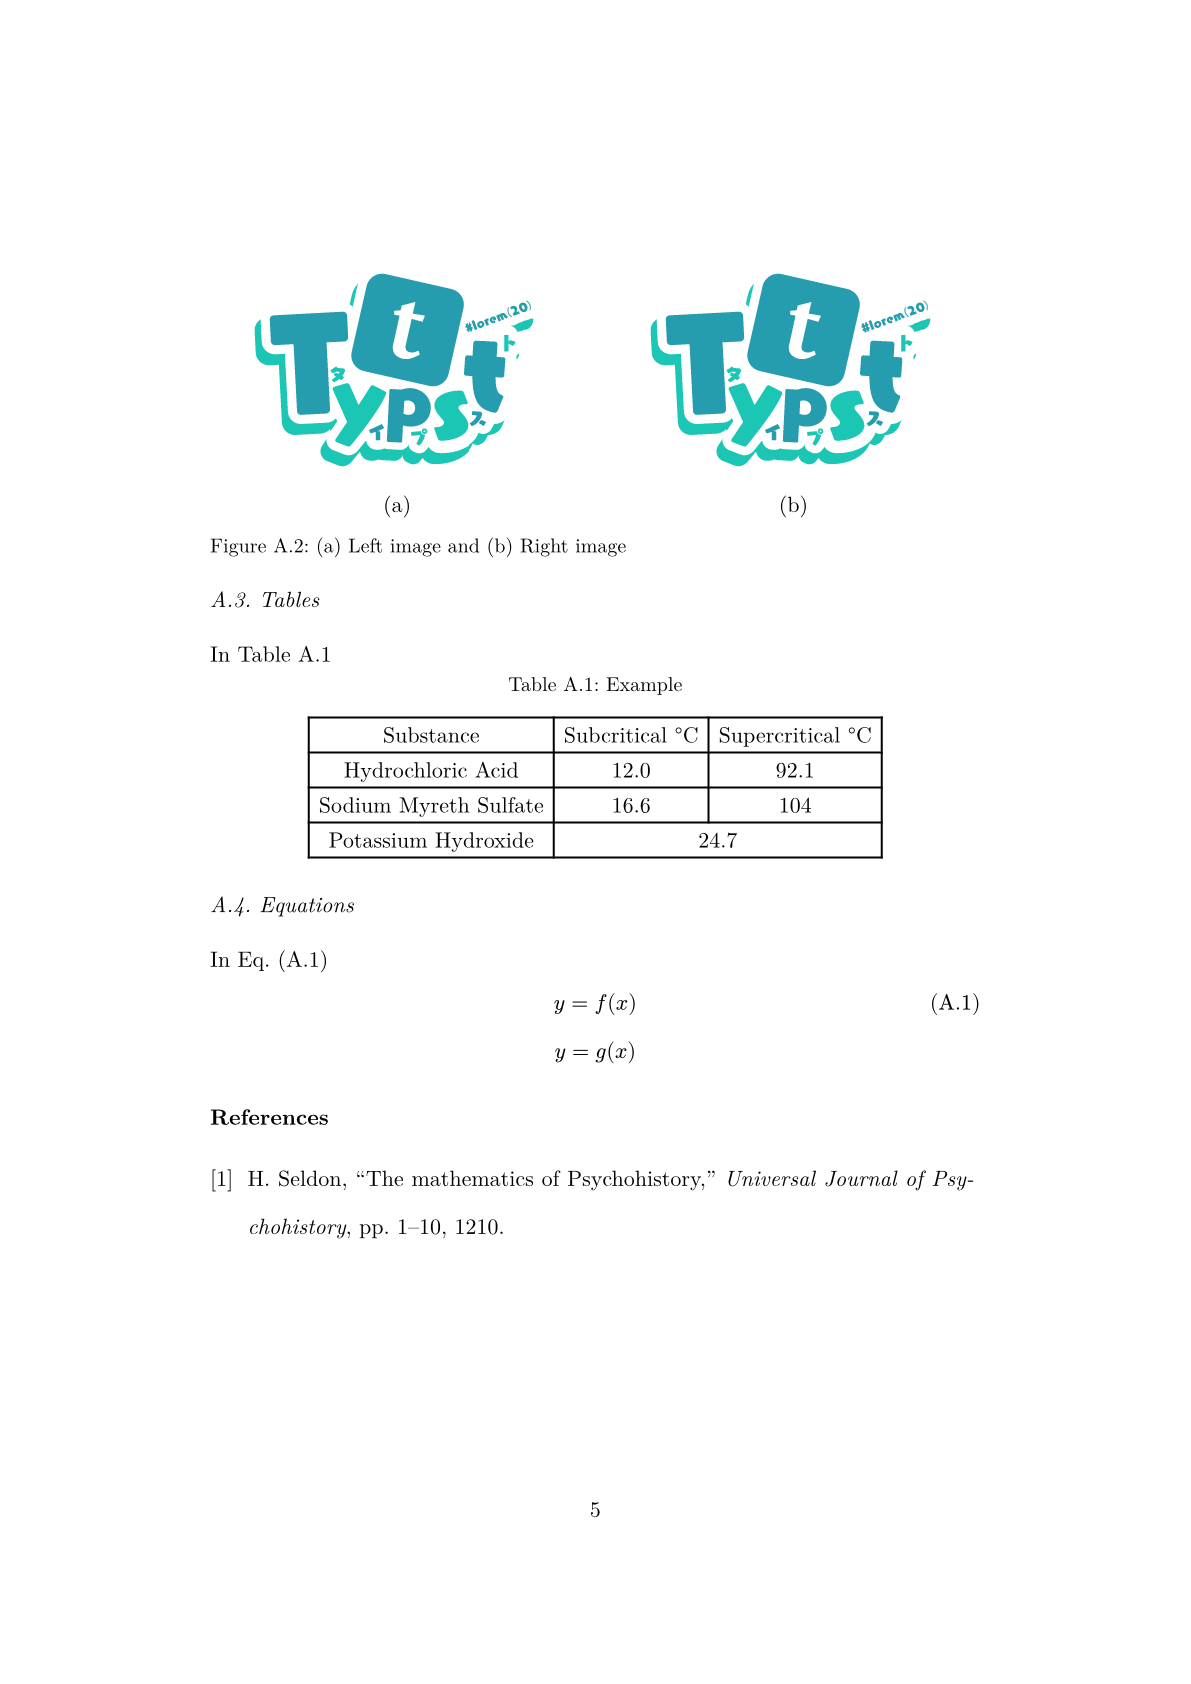 t
#lorem(20)
Typst
タイプスト
t
#lorem(20)
Typst
タイプスト
(a)
(b)
Figure A.2: (a) Left image and (b) Right image
A.3. Tables
In Table A.1
Table A.1: Example
Substance Subcritical °C Supercritical °C
Hydrochloric Acid 12.0 92.1
Sodium Myreth Sulfate 16.6 104
Potassium Hydroxide 24.7
A.4. Equations
In Eq. (A.1)
y = f(x) (A.1)
y = g(x)
References
[1] H. Seldon, “The mathematics of Psychohistory,” Universal Journal of Psy-
chohistory, pp. 1–10, 1210.
5